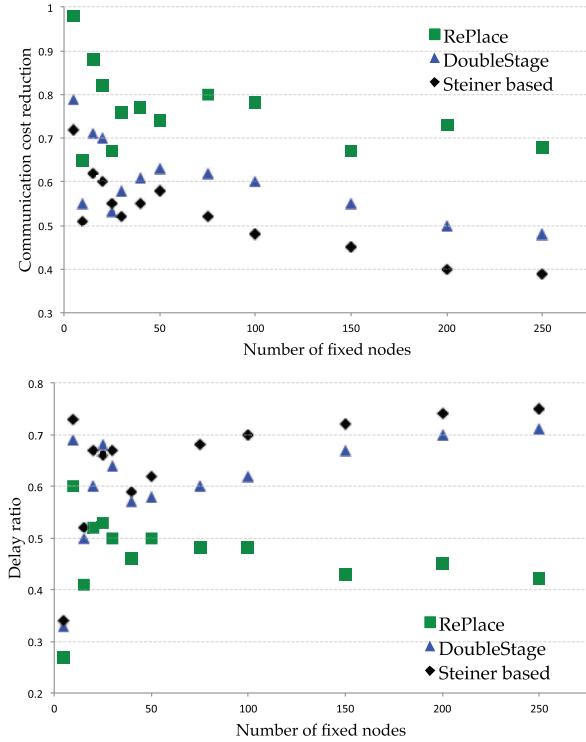 1
0.9
0.8
0.7
0.6
0.5
0.4
0.3
Communication cost reduction
RePlace
DoubleStage
Steiner based
0 50 100 150 200 250
Number of fixed nodes
0.8
0.7
0.6
0.5
0.4
0.3
0.2
Delay ratio
RePlace
DoubleStage
Steiner based
0 50 100 150 200 250
Number of fixed nodes